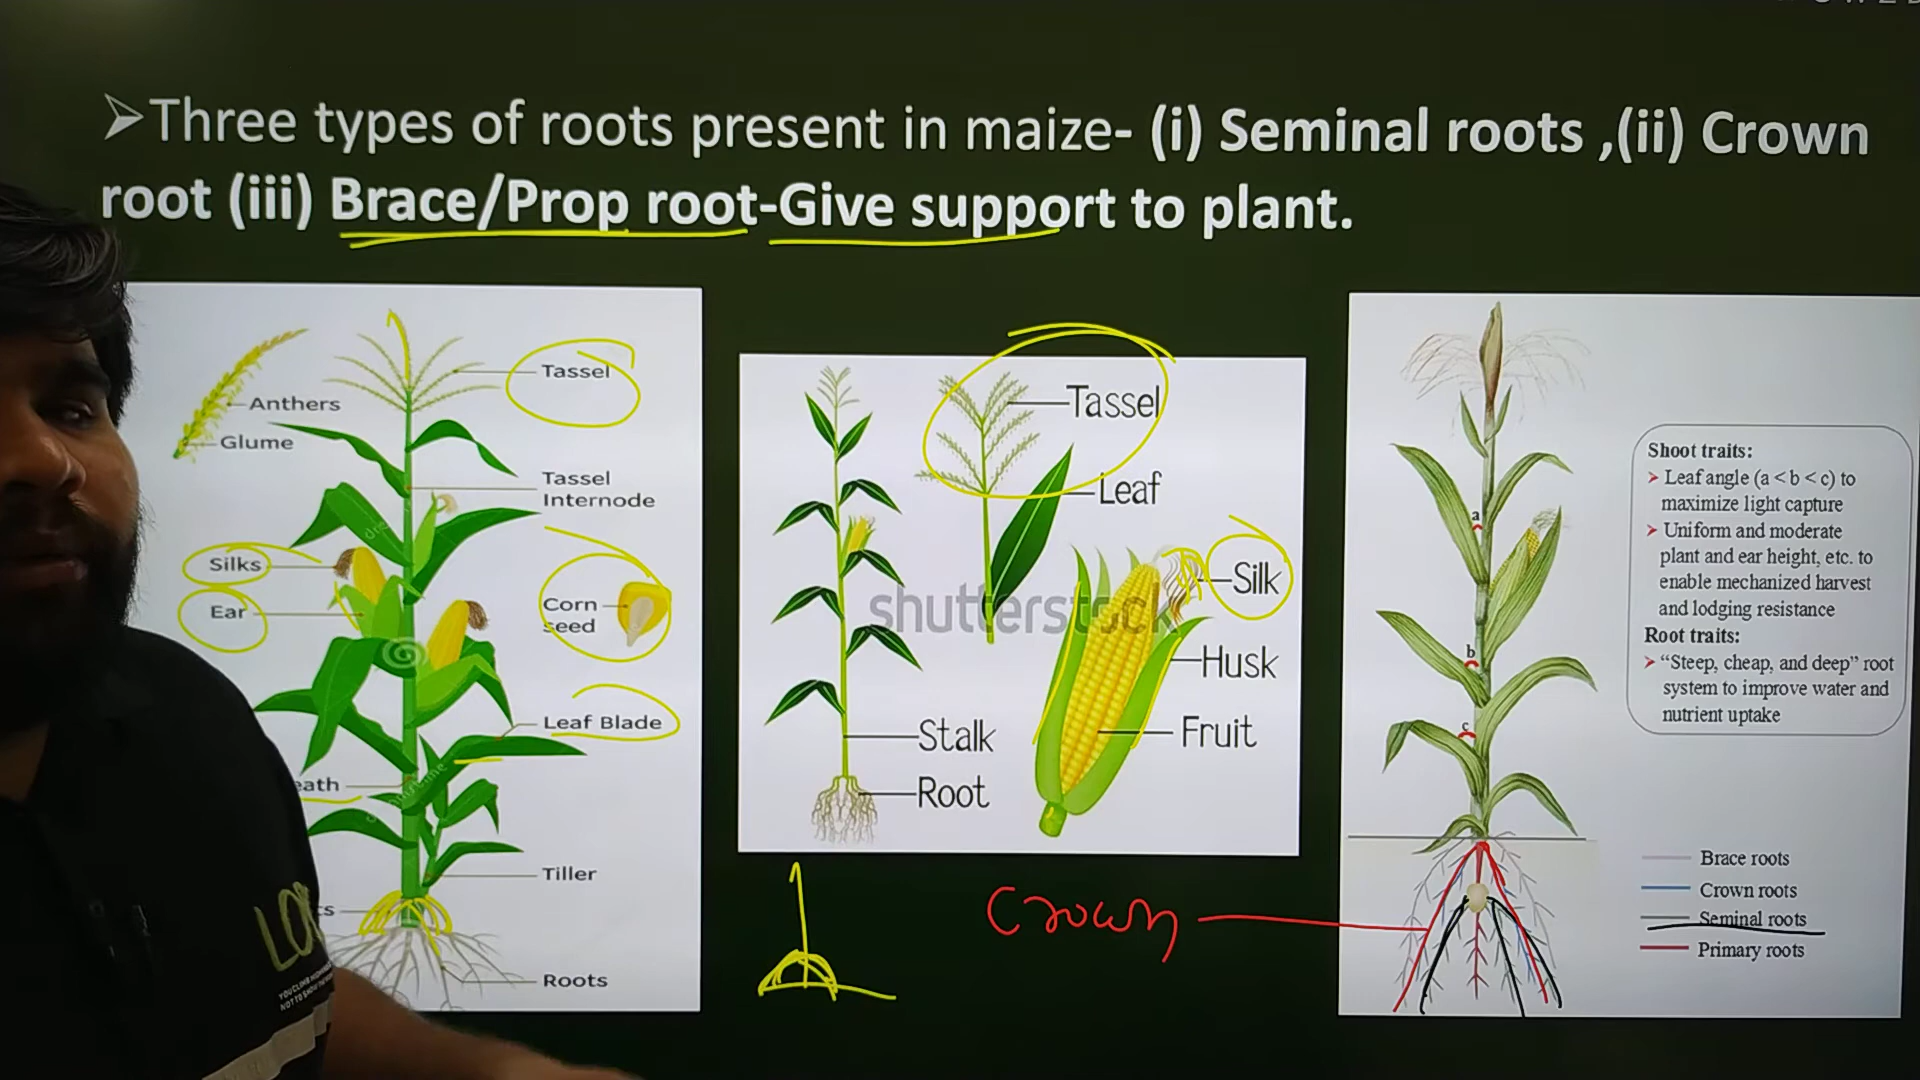 ➢Three types of roots present in maize- (i) Seminal roots ,(ii) Crown
root (iii) Brace/Prop root-Give support to plant.
Tassel
Anthers
Glume
Tassel
Internode
Silks
Ear
Corn
seed
Leaf Blade
eath
Tiller
ts
Roots
Tassel
Leaf
Silk
shutterstock
Husk
Fruit
Stalk
Root
Crown
a
b
c
Shoot traits:
➢ Leaf angle (a < b < c) to
maximize light capture
➢ Uniform and moderate
plant and ear height, etc. to
enable mechanized harvest
and lodging resistance
Root traits:
➢ “Steep, cheap, and deep” root
system to improve water and
nutrient uptake
Brace roots
Crown roots
Seminal roots
Primary roots